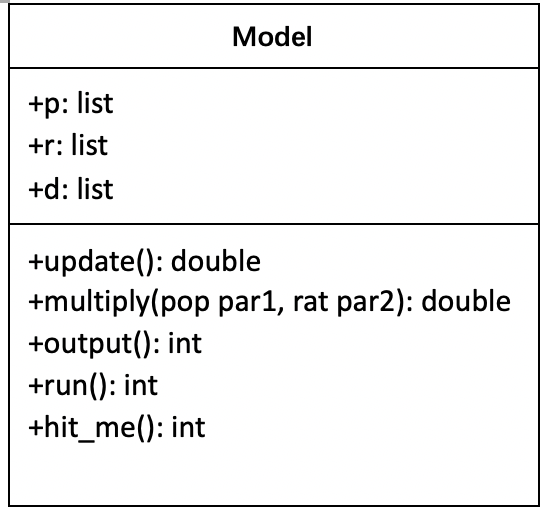 Model
+p: list
+r: list
+d: list
+update(): double
+multiply(pop par1, rat par2): double
+output(): int
+run(): int
+hit_me(): int